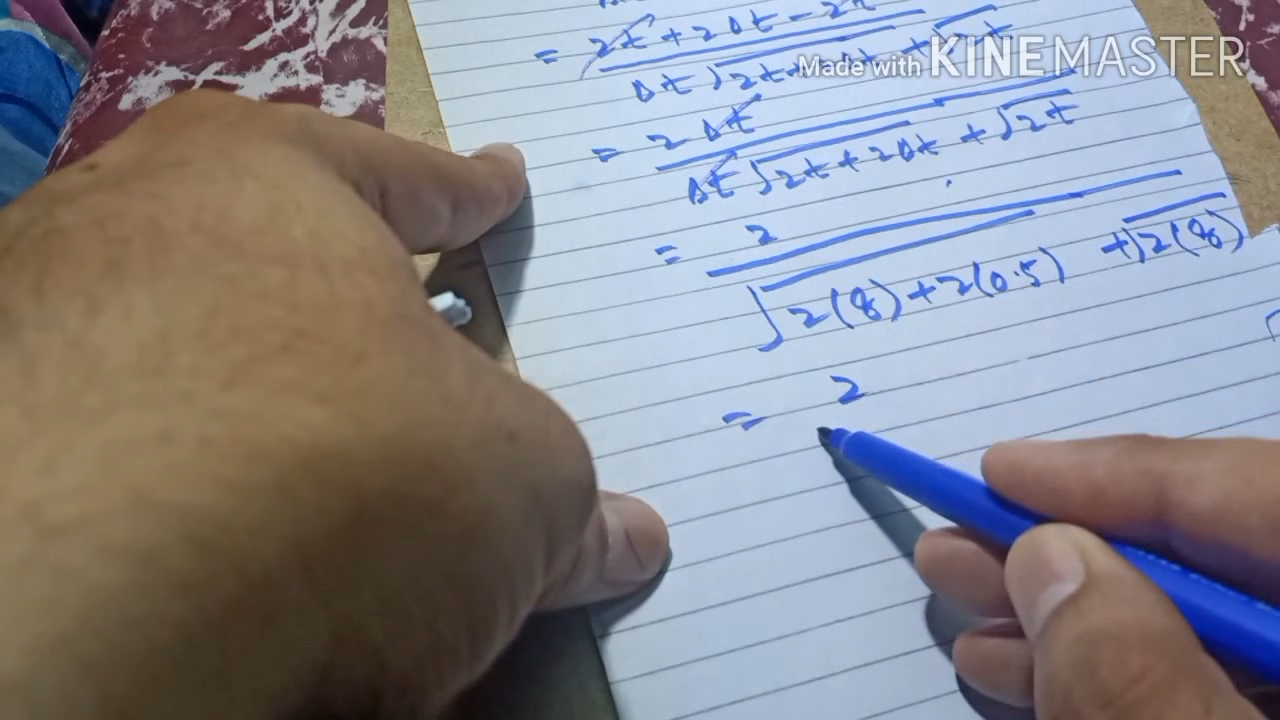 = 2t + 2Δt - 2t
Δt √2t + 2Δt + √2t
Made with KINEMASTER
= 2Δt
Δt √2t + 2Δt + √2t
= 2
√2(8) + 2(0.5) + √2(8)
= 2